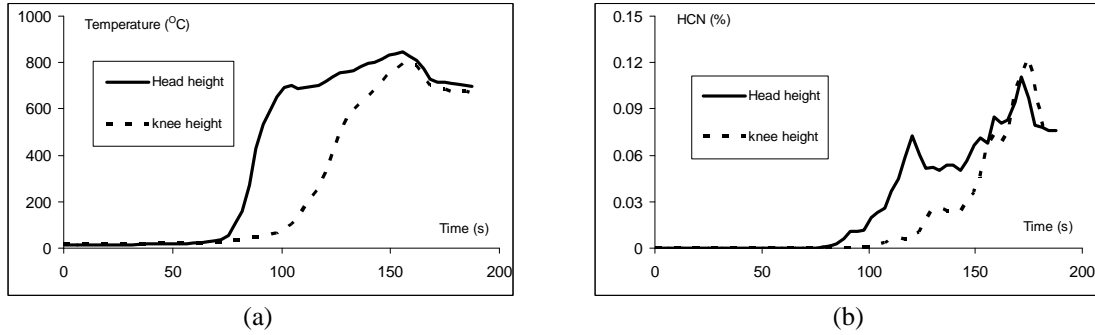 Temperature (OC)
1000
800
600
400
200
0
Head height
knee height
Time (s)
0
50
100
150
200
(a)
HCN (%)
0.15
0.12
0.09
0.06
0.03
0
Head height
knee height
Time (s)
0
50
100
150
200
(b)